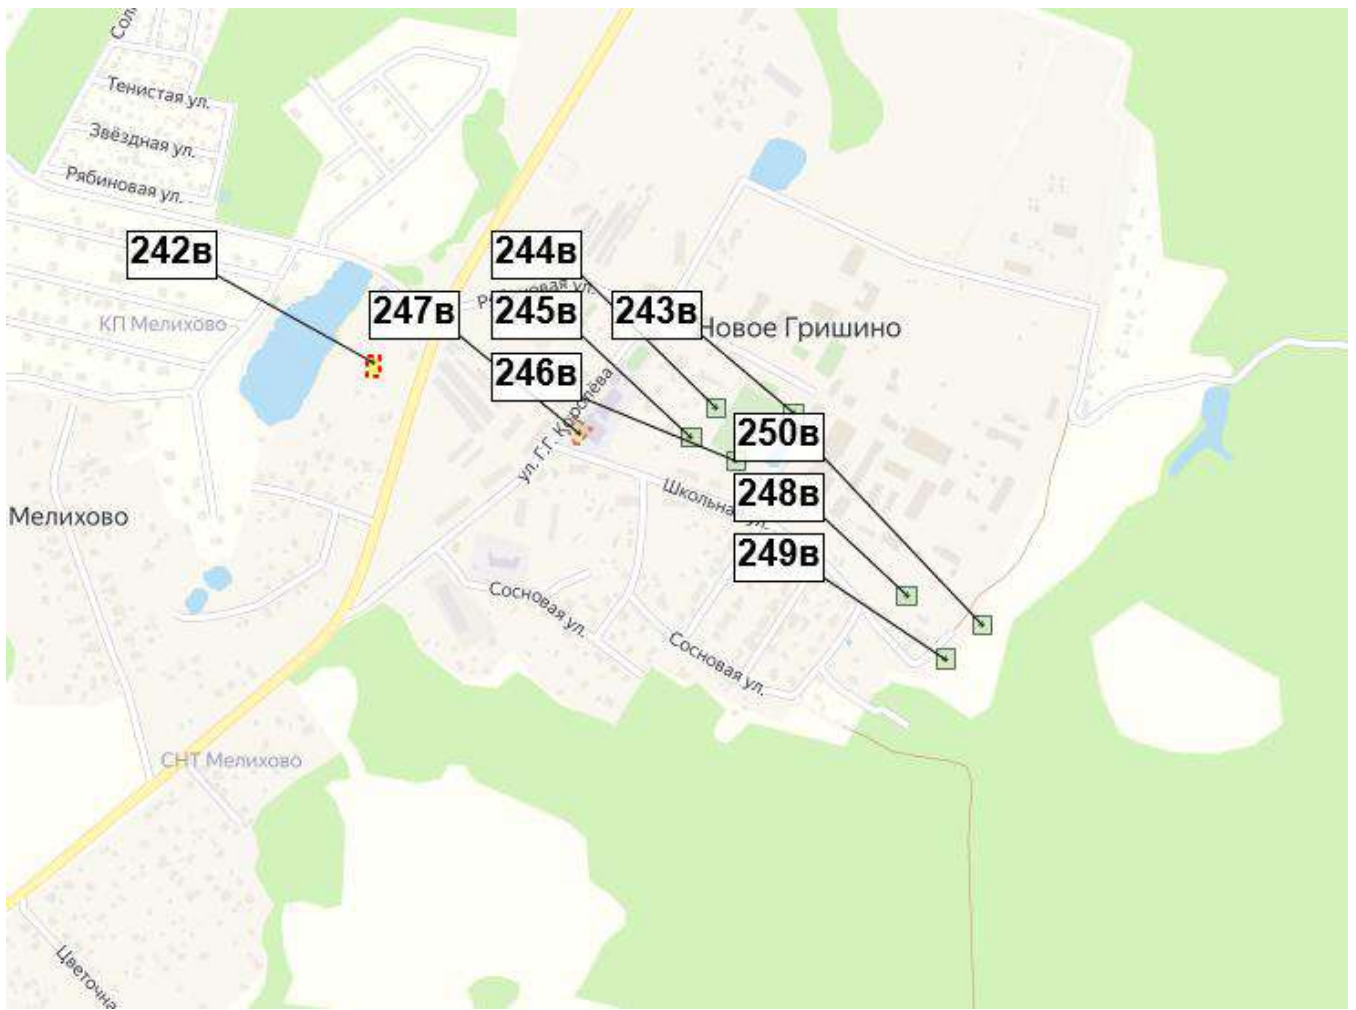 Тенистая ул.
Звёздная ул.
Рябиновая ул.
242в
244в
247в
245в
243в
КП Мелихово
Новое Гришино
246в
ул. Г.Г. Королёва
250в
Школьная ул.
248в
Мелихово
249в
Сосновая ул.
Сосновая ул.
СНТ Мелихово